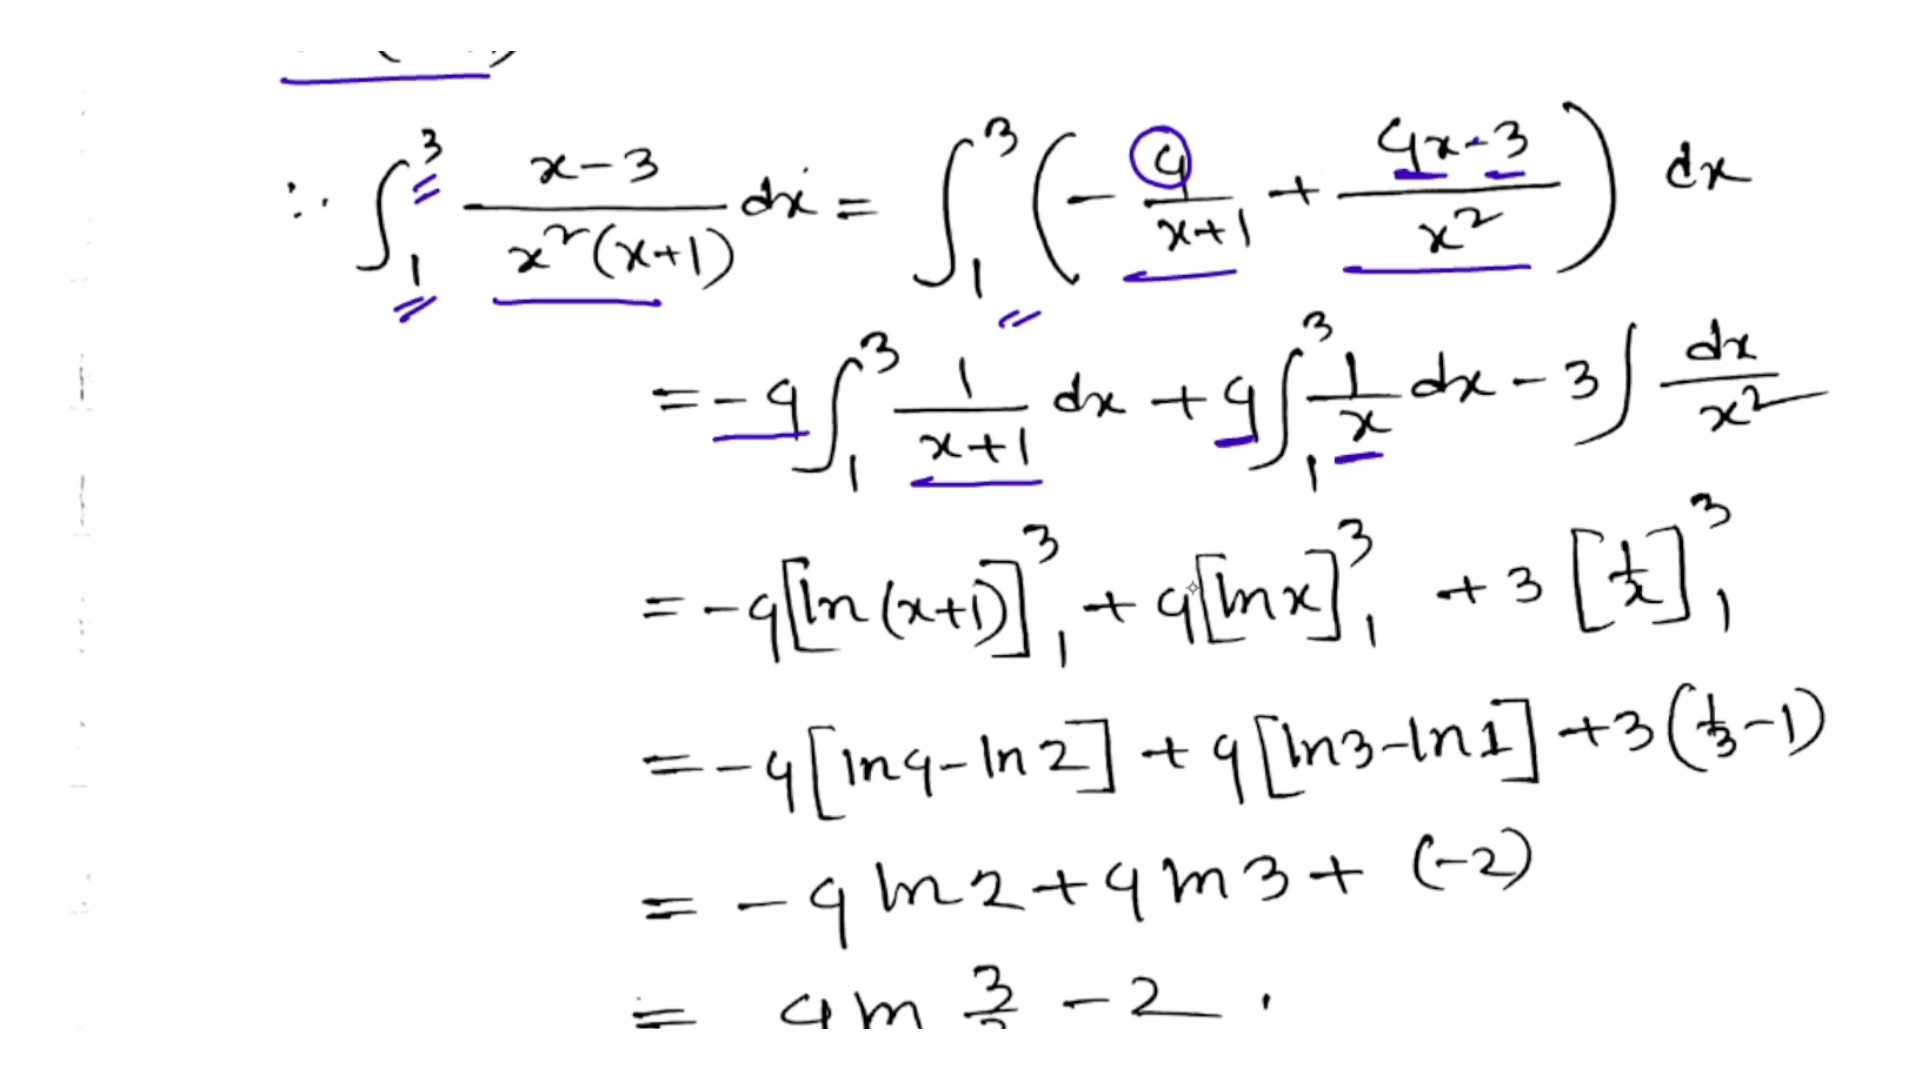 ∵ ∫₁³ (x-3)/(x²(x+1)) dx = ∫₁³ (-4/(x+1) + (4x-3)/x²) dx
= -4∫₁³ 1/(x+1) dx + 4∫₁³ 1/x dx - 3∫ dx/x²
= -4[ln(x+1)]₁³ + 4[ln x]₁³ + 3[1/x]₁³
= -4[ln4-ln2] + 4[ln3-ln1] + 3(1/3-1)
= -4 ln2 + 4 ln3 + (-2)
= 4 ln 3/2 - 2.